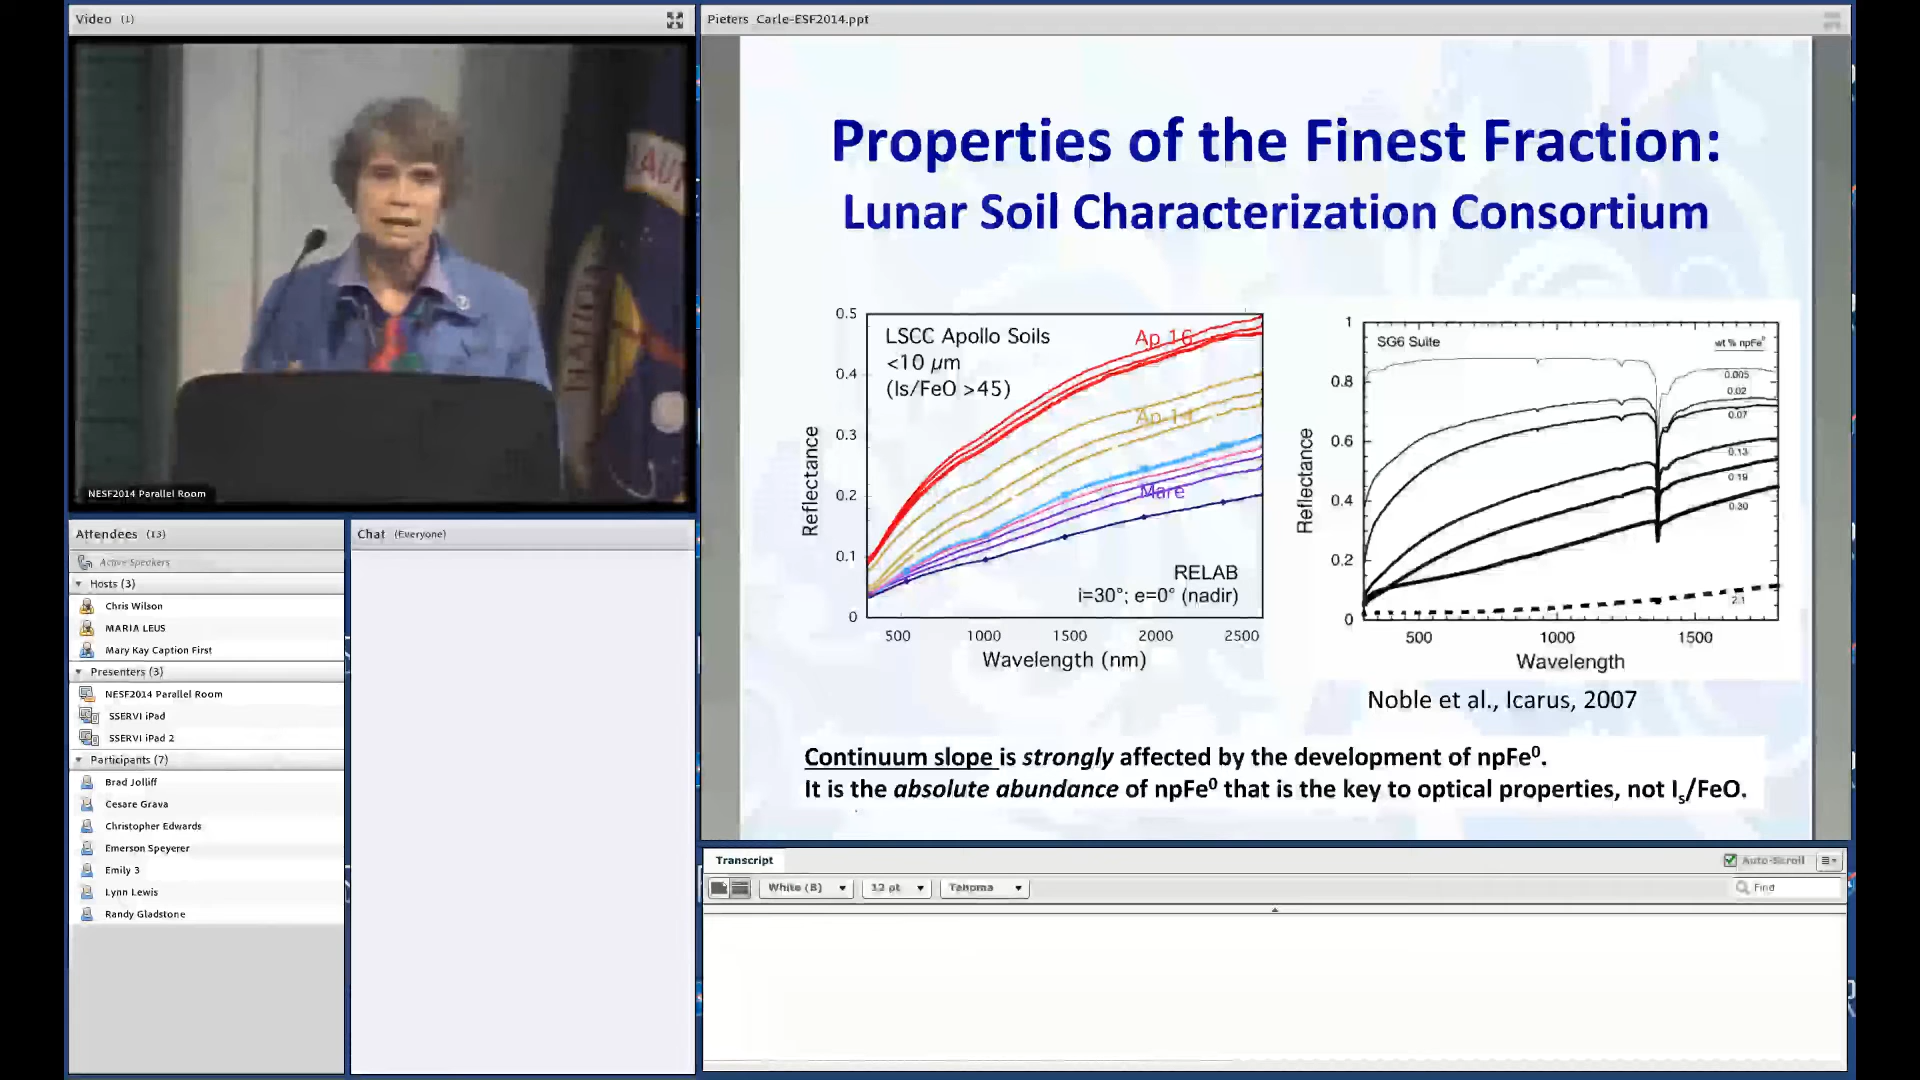 Video (1)
NESF2014 Parallel Room
Attendees (13)
Active Speakers
Hosts (3)
Chris Wilson
MARIA LEUS
Mary Kay Caption First
Presenters (3)
NESF2014 Parallel Room
SSERVI iPad
SSERVI iPad 2
Participants (7)
Brad Jolliff
Cesare Grava
Christopher Edwards
Emerson Speyerer
Emily 3
Lynn Lewis
Randy Gladstone
Chat (Everyone)
Pieters_Carle-ESF2014.ppt
Properties of the Finest Fraction:
Lunar Soil Characterization Consortium
0.5
0.4
0.3
0.2
0.1
0
Reflectance
LSCC Apollo Soils
<10 µm
(Is/FeO >45)
Ap 16
Ap 14
Mare
RELAB
i=30°; e=0° (nadir)
500 1000 1500 2000 2500
Wavelength (nm)
1
0.8
0.6
0.4
0.2
1
Reflectance
SG6 Suite
wt % npFe⁰
0.005
0.02
0.07
0.13
0.19
0.30
2.1
500 1000 1500
Wavelength
Noble et al., Icarus, 2007
Continuum slope is strongly affected by the development of npFe⁰.
It is the absolute abundance of npFe⁰ that is the key to optical properties, not Iₛ/FeO.
Transcript
Auto-Scroll
White (B) 12 pt Tahoma
Find